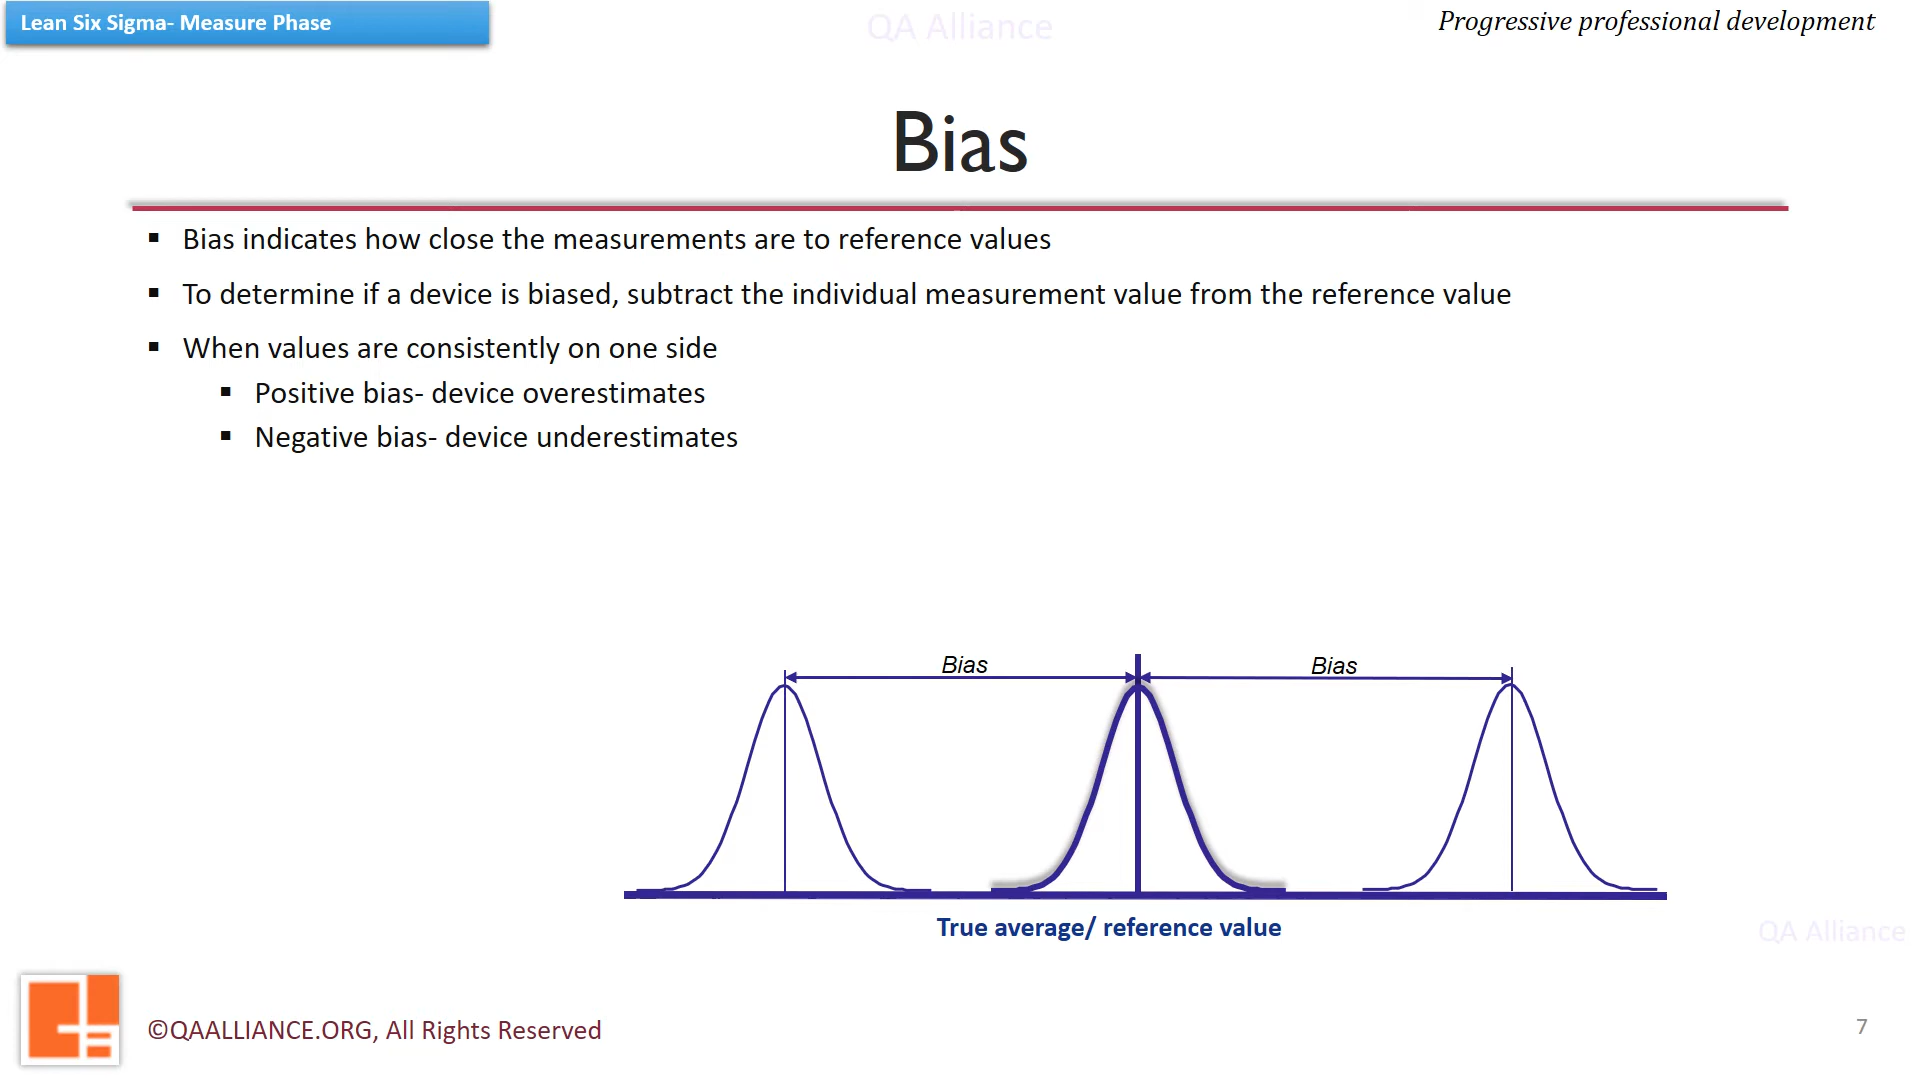 Lean Six Sigma- Measure Phase
QA Alliance
Progressive professional development
Bias
Bias indicates how close the measurements are to reference values
To determine if a device is biased, subtract the individual measurement value from the reference value
When values are consistently on one side
Positive bias- device overestimates
Negative bias- device underestimates
Bias
Bias
True average/ reference value
QA Alliance
©QAALLIANCE.ORG, All Rights Reserved
7